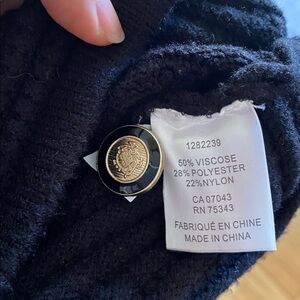 1282239
50% VISCOSE
28% POLYESTER
22%NYLON
CA 07043
RN 75343
FABRIQUÉ EN CHINE
MADE IN CHINA